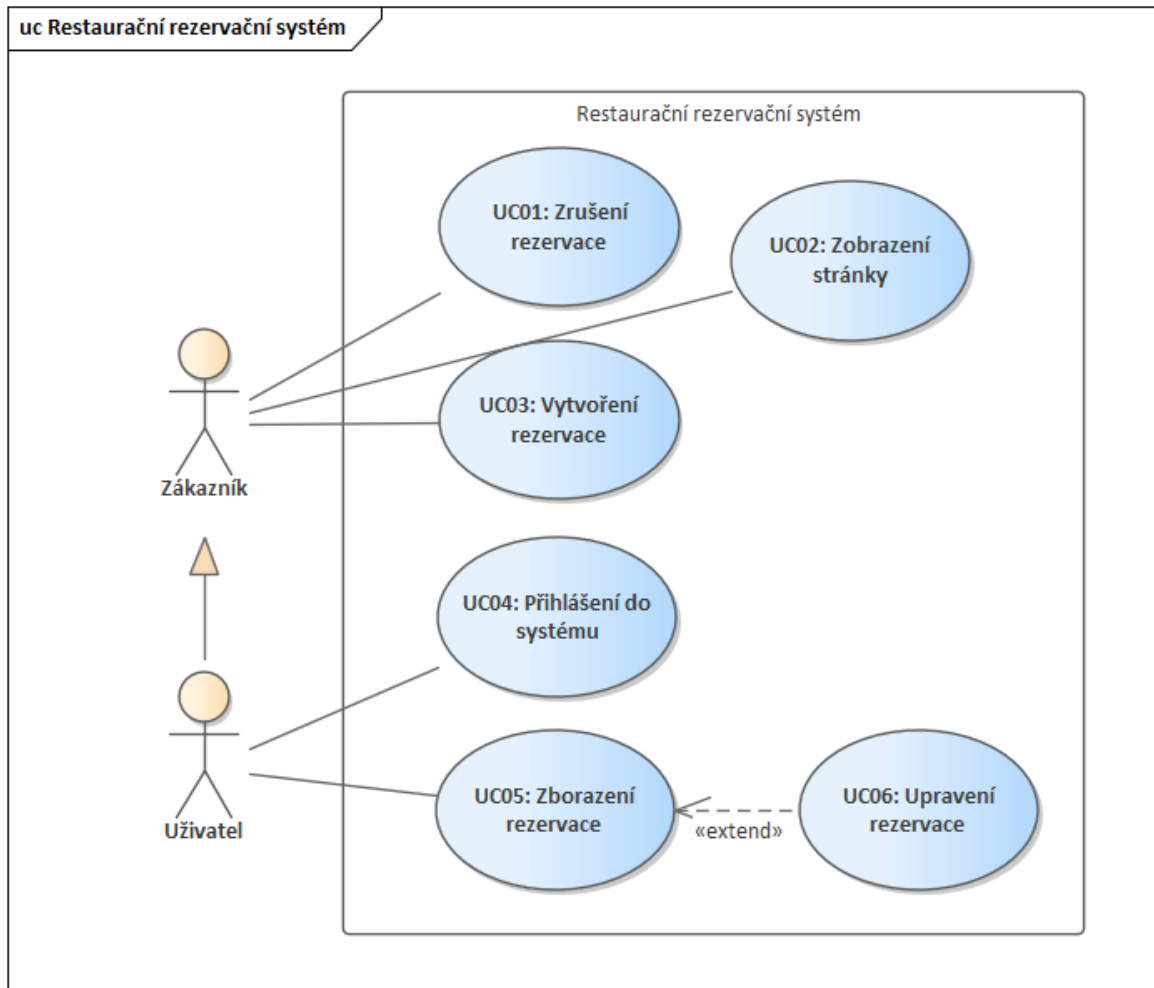 uc Restaurační rezervační systém
Restaurační rezervační systém
UC01: Zrušení
rezervace
UC02: Zobrazení
stránky
UC03: Vytvoření
rezervace
Zákazník
UC04: Přihlášení do
systému
UC05: Zborazení
rezervace
«extend»
UC06: Upravení
rezervace
Uživatel